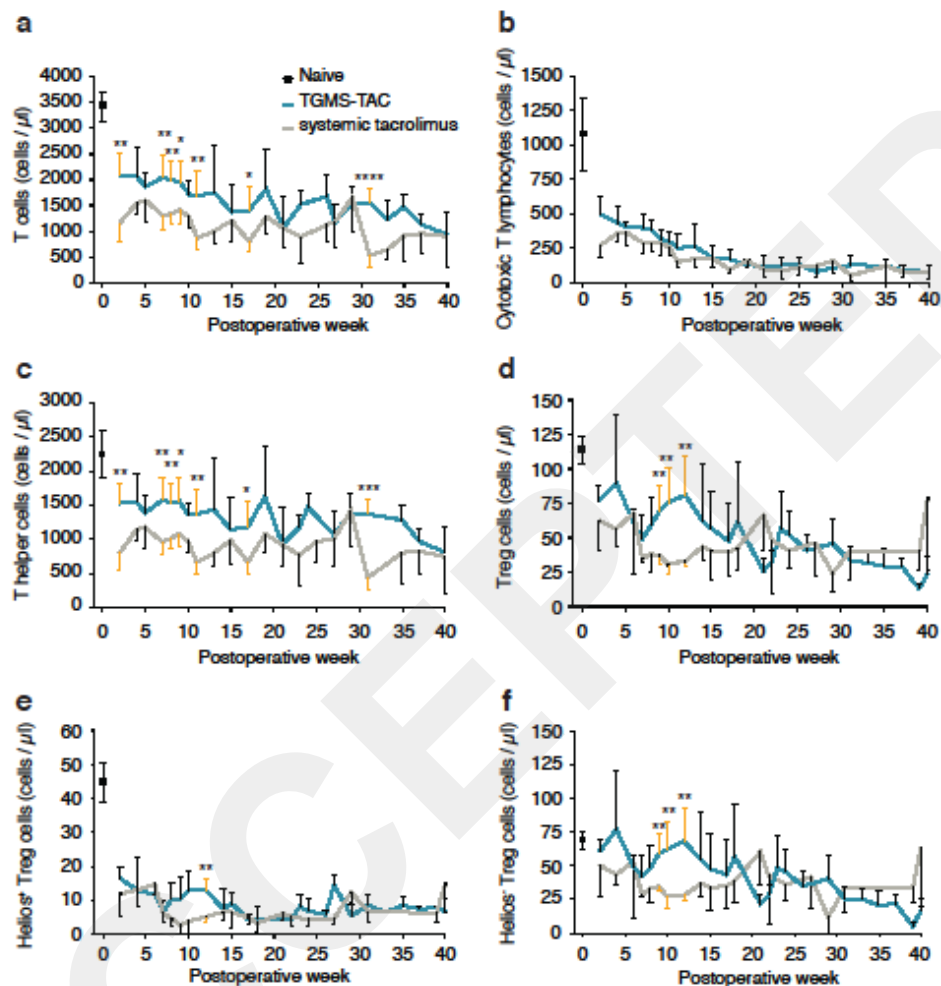 a
T cells (cells / µl)
4000
3500
3000
2500
2000
1500
1000
500
0
Naive
TGMS-TAC
systemic tacrolimus
** ** ** * ** * ****
0 5 10 15 20 25 30 35 40
Postoperative week
b
Cytotoxic T lymphocytes (cells / µl)
1500
1250
1000
750
500
250
0
0 5 10 15 20 25 30 35 40
Postoperative week
c
T helper cells (cells / µl)
3000
2500
2000
1500
1000
500
0
** ** ** * ** * ***
0 5 10 15 20 25 30 35 40
Postoperative week
d
Treg cells (cells / µl)
150
125
100
75
50
25
0
** ** **
0 5 10 15 20 25 30 35 40
Postoperative week
e
Helios⁺ Treg cells (cells / µl)
60
50
40
30
20
10
0
**
0 5 10 15 20 25 30 35 40
Postoperative week
f
Treg cells (cells / µl)
150
125
100
75
50
25
0
** ** **
0 5 10 15 20 25 30 35 40
Postoperative week
CCEPTED